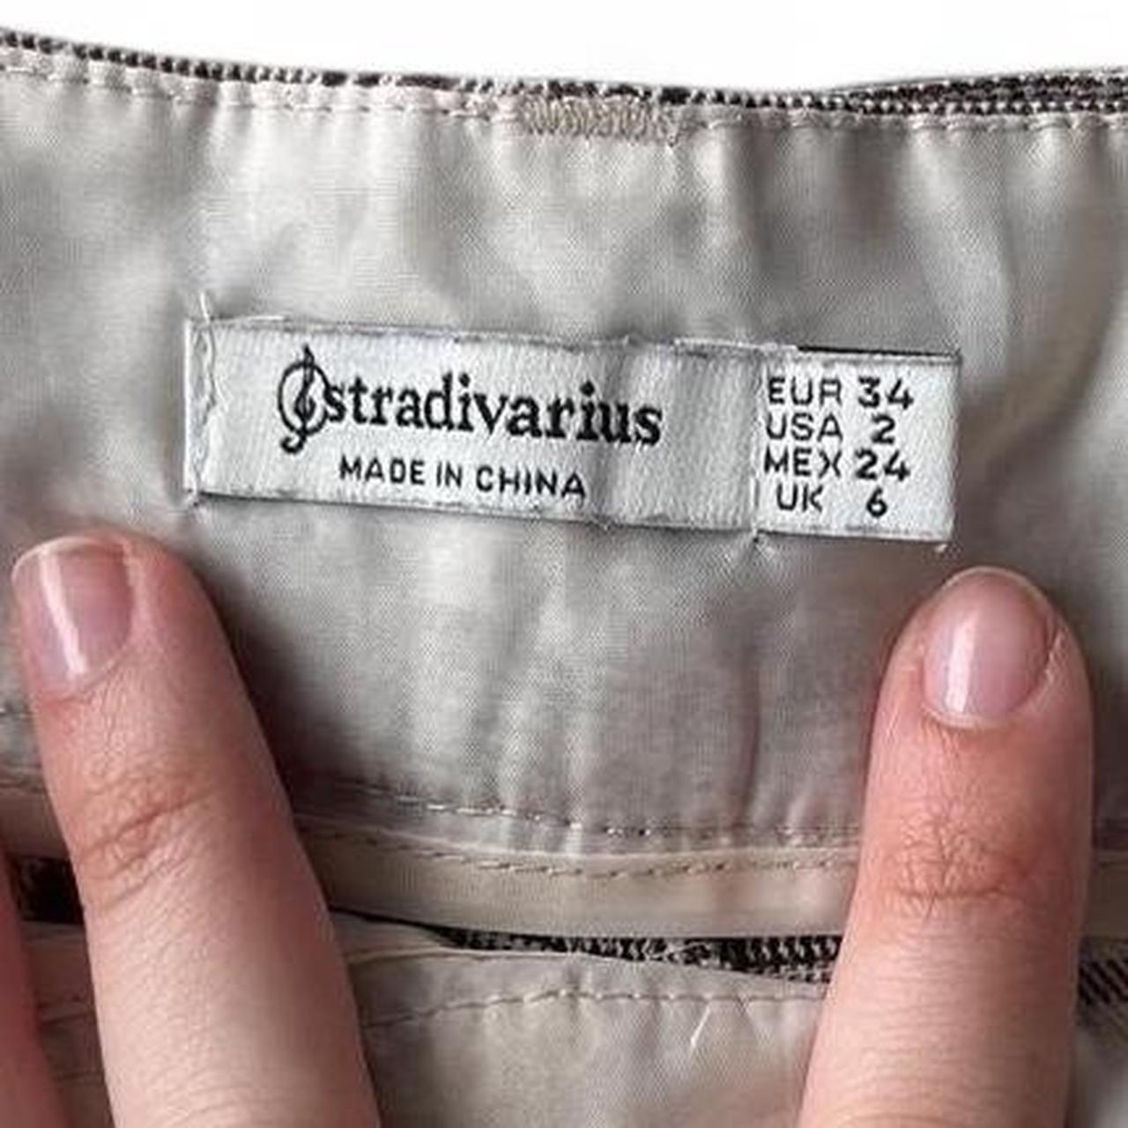 stradivarius
MADE IN CHINA
EUR 34
USA 2
MEX 24
UK 6